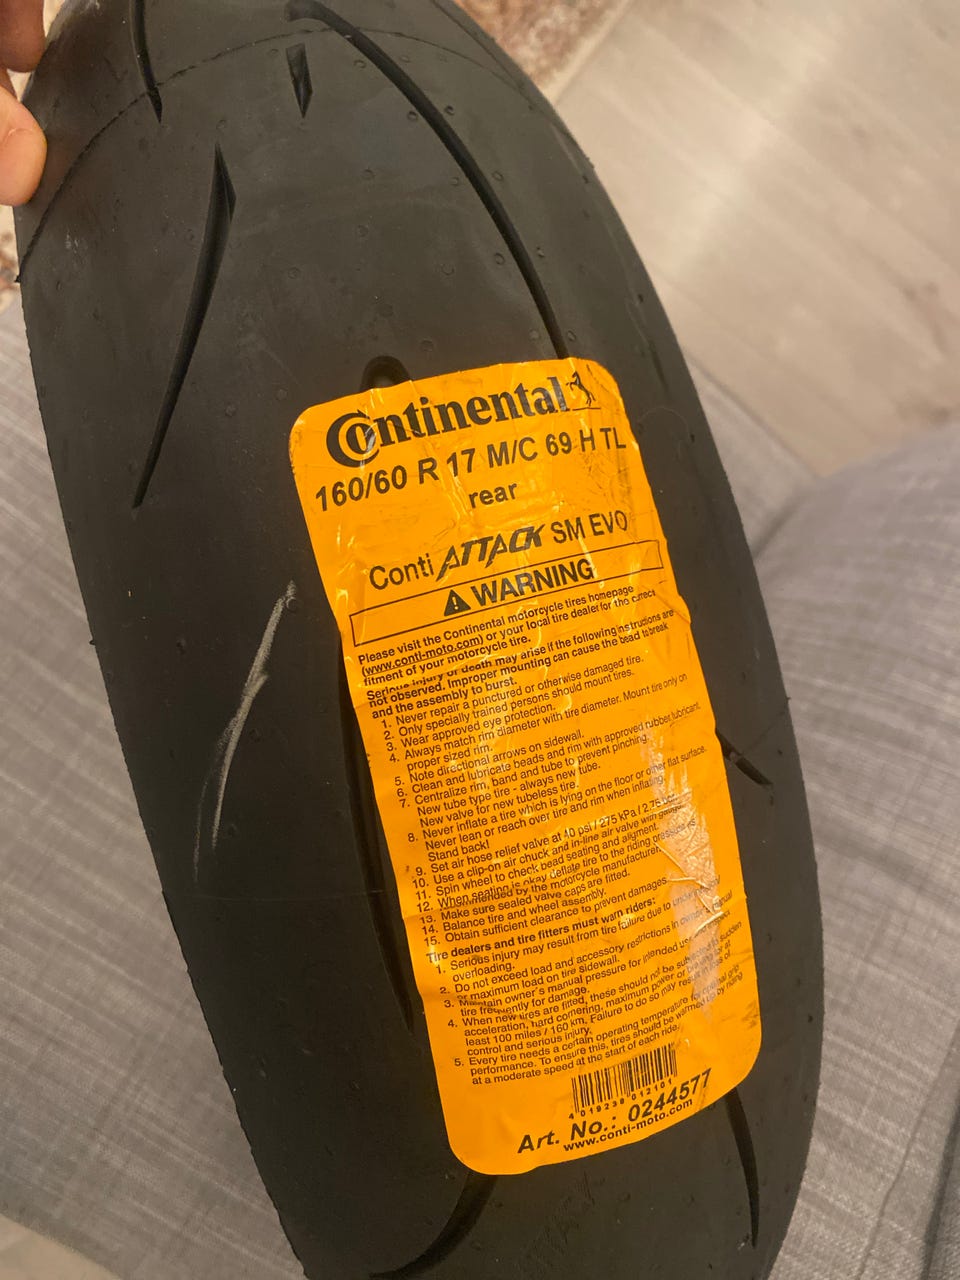 Continental
160/60 R 17 M/C 69 H TL
rear
Conti ATTACK SM EVO
WARNING
Please visit the Continental motorcycle tires homepage
(www.conti-moto.com) or your local tire dealer for the correct
fitment of your motorcycle tire.
Serious injury or death may arise if the following instructions are
not observed. Improper mounting can cause the bead to break
and the assembly to burst.
1. Never repair a punctured or otherwise damaged tire.
2. Only specially trained persons should mount tires.
3. Wear approved eye protection.
4. Always match rim diameter with tire diameter. Mount tire only on
proper sized rim.
5. Note directional arrows on sidewall.
6. Clean and lubricate beads and rim with approved rubber lubricant.
7. Centralize rim, band and tube to prevent pinching.
New tube type tire - always new tube.
New valve for new tubeless tire.
8. Never inflate a tire which is lying on the floor or other flat surface.
Never lean or reach over tire and rim when inflating.
Stand back!
9. Set air hose relief valve at 40 psi / 275 kPa / 2.75
10. Use a clip-on air chuck and in-line air valve with gauge.
11. Spin wheel to check bead seating and aligment.
12. When seating is okay deflate tire to the riding pressure as
recommended by the motorcycle manufacturer.
13. Make sure sealed valve caps are fitted.
14. Balance tire and wheel assembly.
15. Obtain sufficient clearance to prevent damages.
Tire dealers and tire fitters must warn riders:
1. Serious injury may result from tire failure due to
overloading.
2. Do not exceed load and accessory restrictions in owner's manual
or maximum load on tire sidewall.
3. Maintain owner's manual pressure for intended use and inspect
tire frequently for damage.
4. When new tires are fitted, these should not be subjected to sudden
acceleration, hard cornering, maximum power or braking for at
least 100 miles / 160 km. Failure to do so may result in loss of
control and serious injury.
5. Every tire needs a certain operating temperature for optimal grip
performance. To ensure this, tires should be warmed up by riding
at a moderate speed at the start of each ride.
4 019238 012101
Art. No.: 0244577
www.conti-moto.com